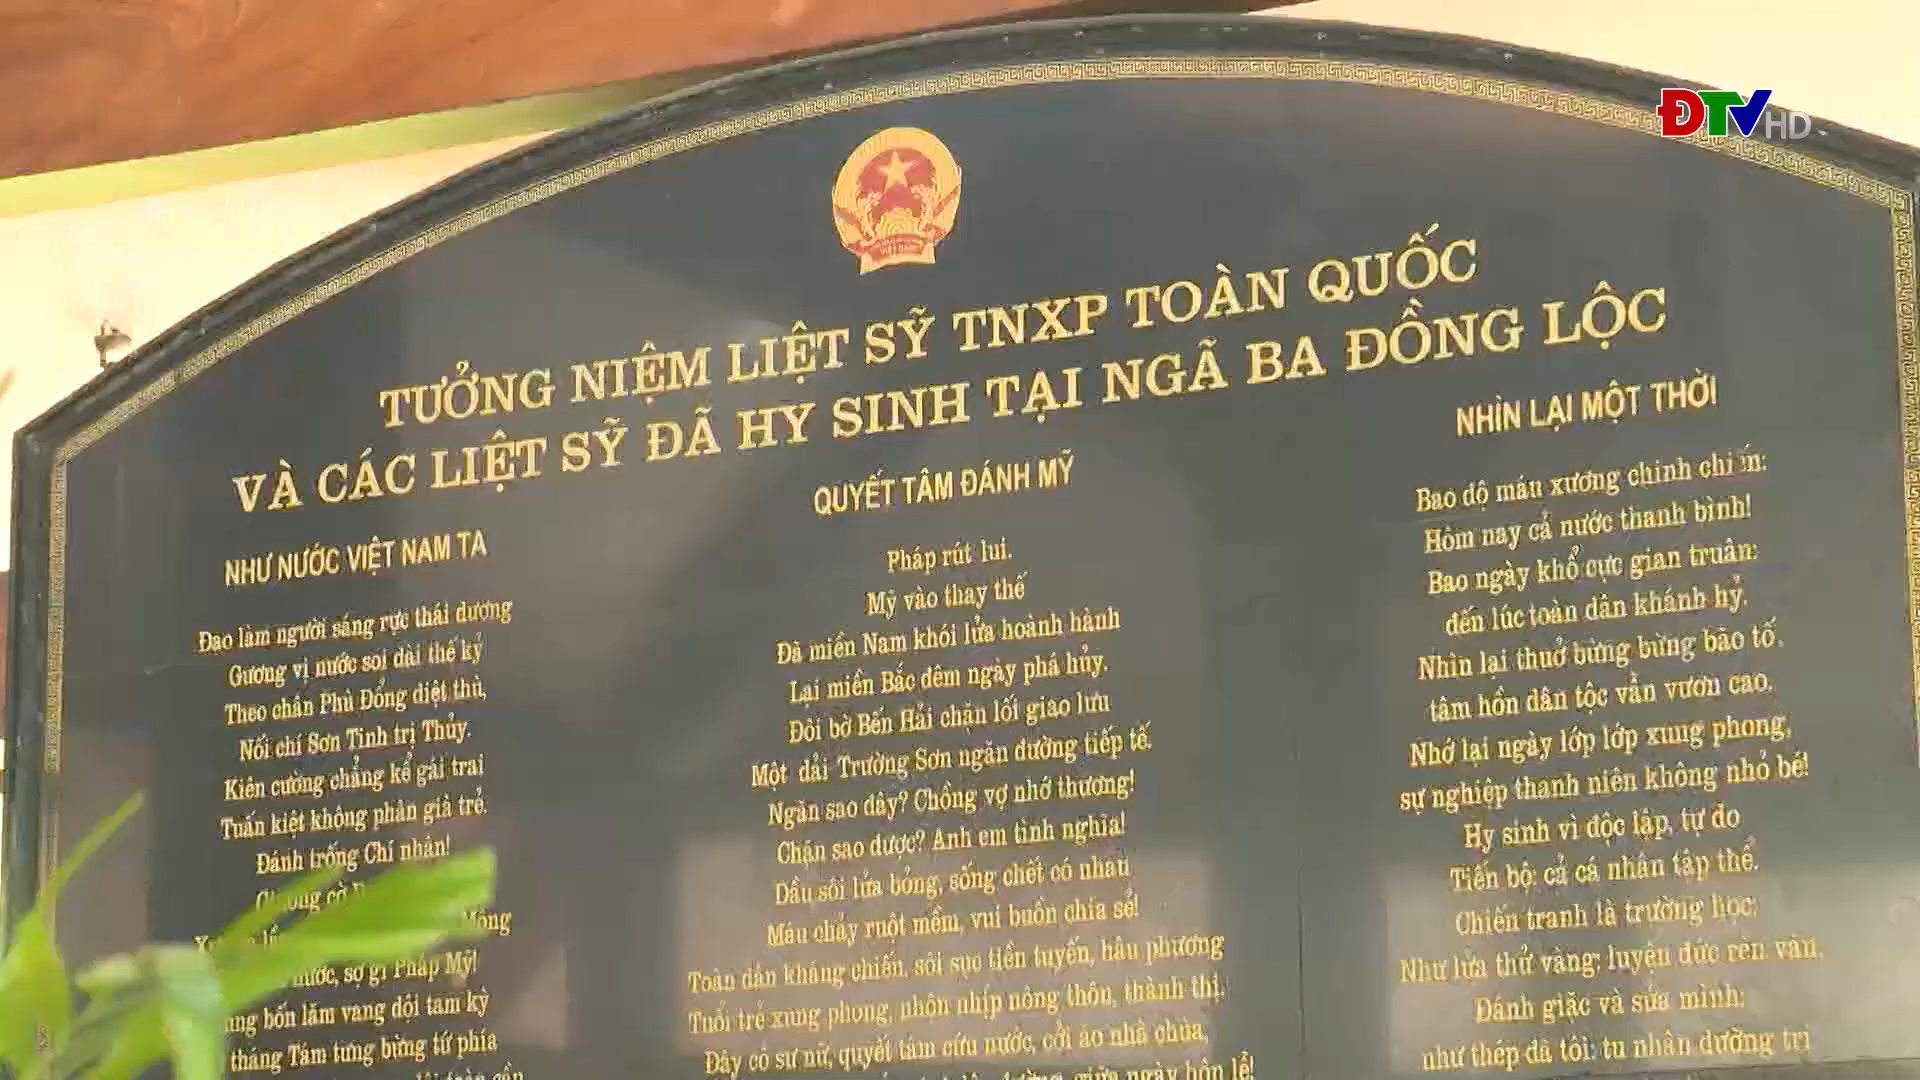 ĐTV HD
VIỆT NAM
TƯỞNG NIỆM LIỆT SỸ TNXP TOÀN QUỐC
VÀ CÁC LIỆT SỸ ĐÃ HY SINH TẠI NGÃ BA ĐỒNG LỘC
NHƯ NƯỚC VIỆT NAM TA
Đạo làm người sáng rực thái dương
Gương vị nước soi dài thế kỷ
Theo chân Phù Đổng diệt thù,
Nối chí Sơn Tinh trị Thủy.
Kiên cường chẳng kể gái trai
Tuấn kiệt không phân già trẻ.
Đánh trống Chí nhân!
cờ
Mông
nước, sợ gì Pháp Mỹ!
bốn lăm vang dội tam kỳ
tháng Tám tưng bừng tứ phía
QUYẾT TÂM ĐÁNH MỸ
Pháp rút lui.
Mỹ vào thay thế
Đã miền Nam khói lửa hoành hành
Lại miền Bắc đêm ngày phá hủy.
Đôi bờ Bến Hải chặn lối giao lưu
Một dải Trường Sơn ngăn đường tiếp tế.
Ngăn sao đây? Chồng vợ nhớ thương!
Chặn sao được? Anh em tình nghĩa!
Dầu sôi lửa bỏng, sống chết có nhau
Máu chảy ruột mềm, vui buồn chia sẻ!
Toàn dân kháng chiến, sôi sục tiền tuyến, hậu phương
Tuổi trẻ xung phong, nhộn nhịp nông thôn, thành thị.
Đây cô sư nữ, quyết tâm cứu nước, cởi áo nhà chùa,
đường giữa ngày hôn lễ!
NHÌN LẠI MỘT THỜI
Bao độ máu xương chinh chiến:
Hôm nay cả nước thanh bình!
Bao ngày khổ cực gian truân:
đến lúc toàn dân khánh hỷ.
Nhìn lại thuở bừng bừng bão tố,
tâm hồn dân tộc vẫn vươn cao.
Nhớ lại ngày lớp lớp xung phong,
sự nghiệp thanh niên không nhỏ bé!
Hy sinh vì độc lập, tự do
Tiến bộ: cả cá nhân tập thể.
Chiến tranh là trường học;
Như lửa thử vàng: luyện đức rèn văn,
Đánh giặc và sửa mình;
như thép đã tôi: tu nhân dưỡng trí